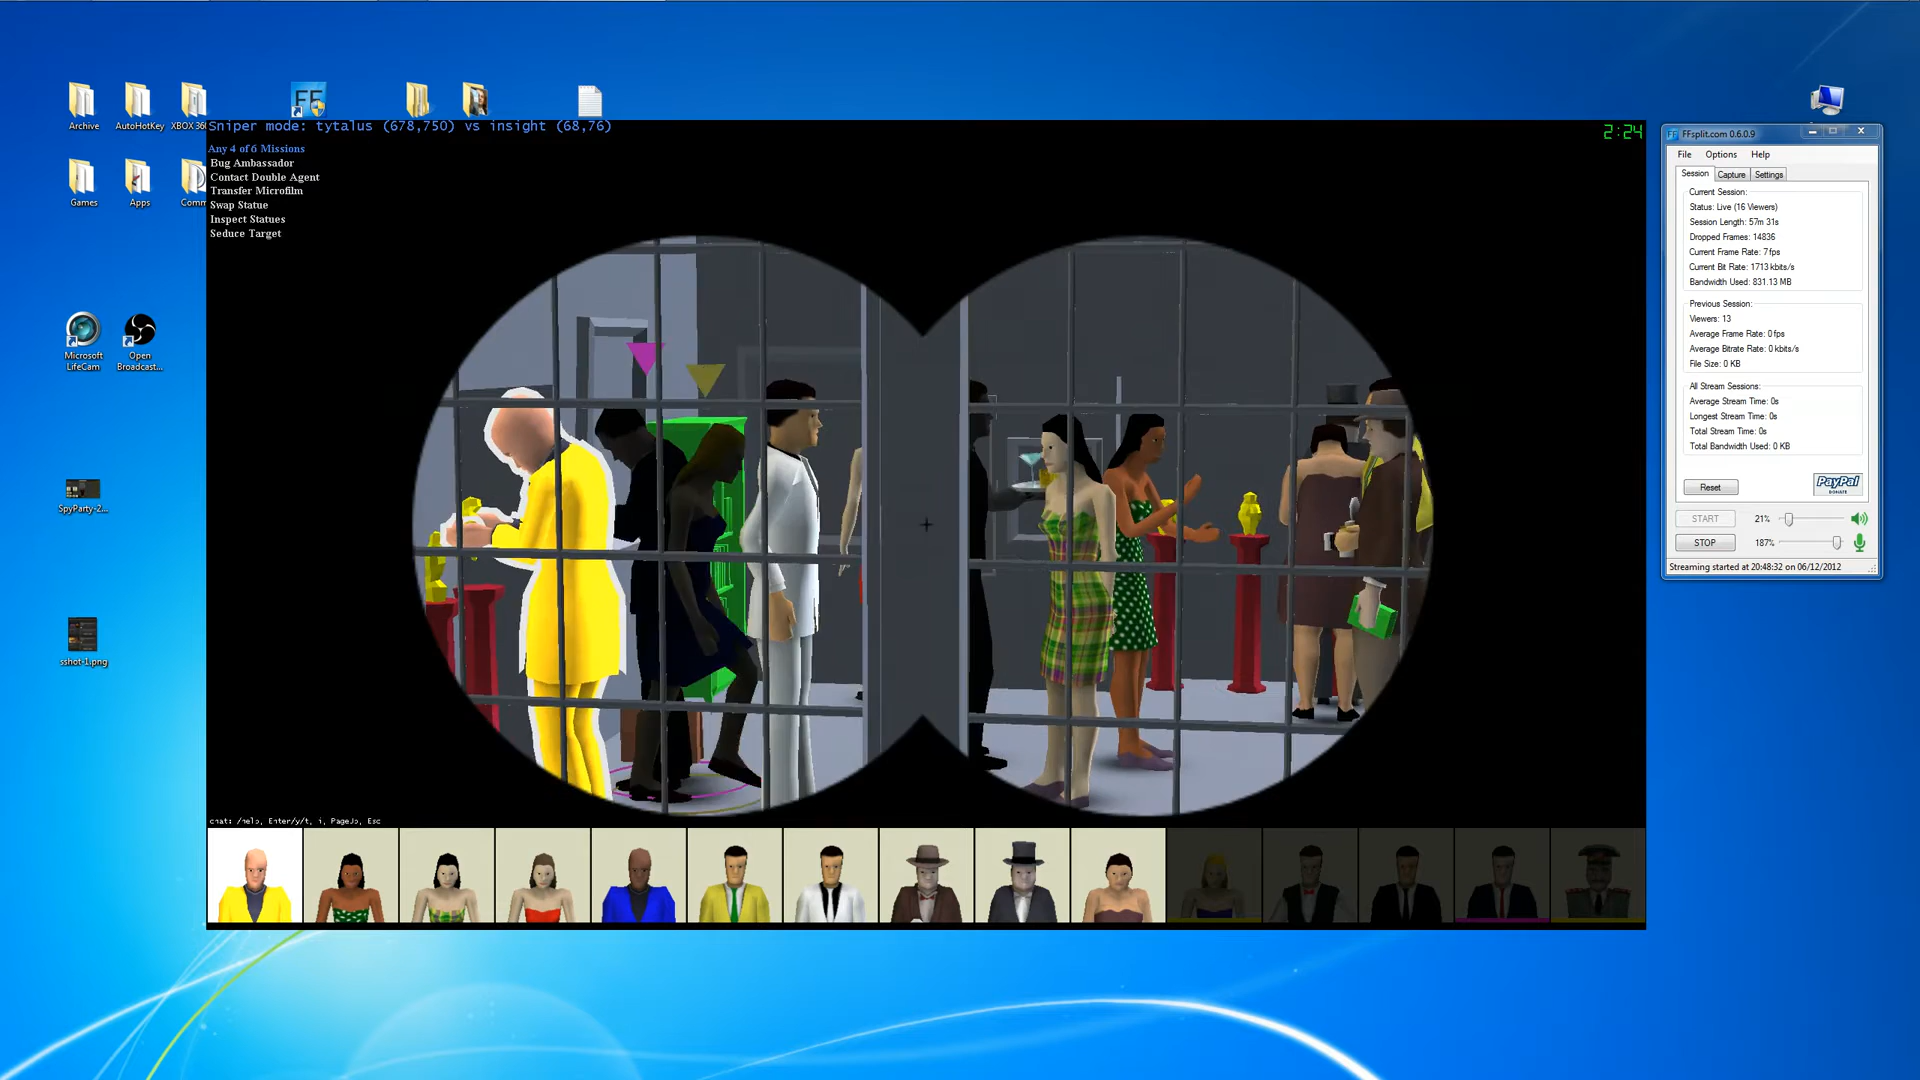 Archive
AutoHotKey
XBOX 36
FF
Games
Apps
Comm
Microsoft
LifeCam
Open
Broadcast...
SpyParty-2...
sshot-1.png
Sniper mode: tytalus (678,750) vs insight (68,76)
2:24
Any 4 of 6 Missions
Bug Ambassador
Contact Double Agent
Transfer Microfilm
Swap Statue
Inspect Statues
Seduce Target
chat: /help, Enter/y/t, i, PageUp, Esc
FFsplit.com 0.6.0.9
File Options Help
Session Capture Settings
Current Session:
Status: Live (16 Viewers)
Session Length: 57m 31s
Dropped Frames: 14836
Current Frame Rate: 7 fps
Current Bit Rate: 1713 kbits/s
Bandwidth Used: 831.13 MB
Previous Session:
Viewers: 13
Average Frame Rate: 0 fps
Average Bitrate Rate: 0 kbits/s
File Size: 0 KB
All Stream Sessions:
Average Stream Time: 0s
Longest Stream Time: 0s
Total Stream Time: 0s
Total Bandwidth Used: 0 KB
Reset
PayPal
DONATE
START 21%
STOP 187%
Streaming started at 20:48:32 on 06/12/2012